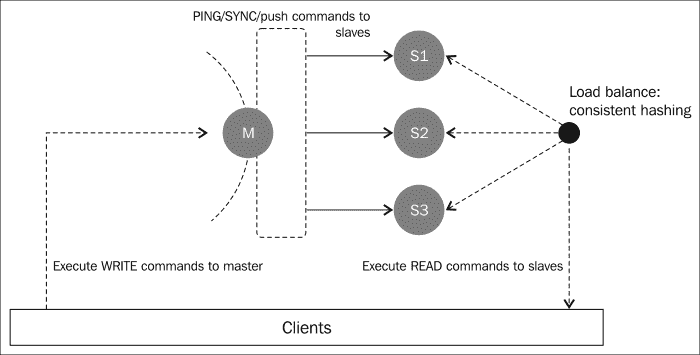 PING/SYNC/push commands to
slaves
S1
Load balance:
consistent hashing
M
S2
S3
Execute WRITE commands to master
Execute READ commands to slaves
Clients